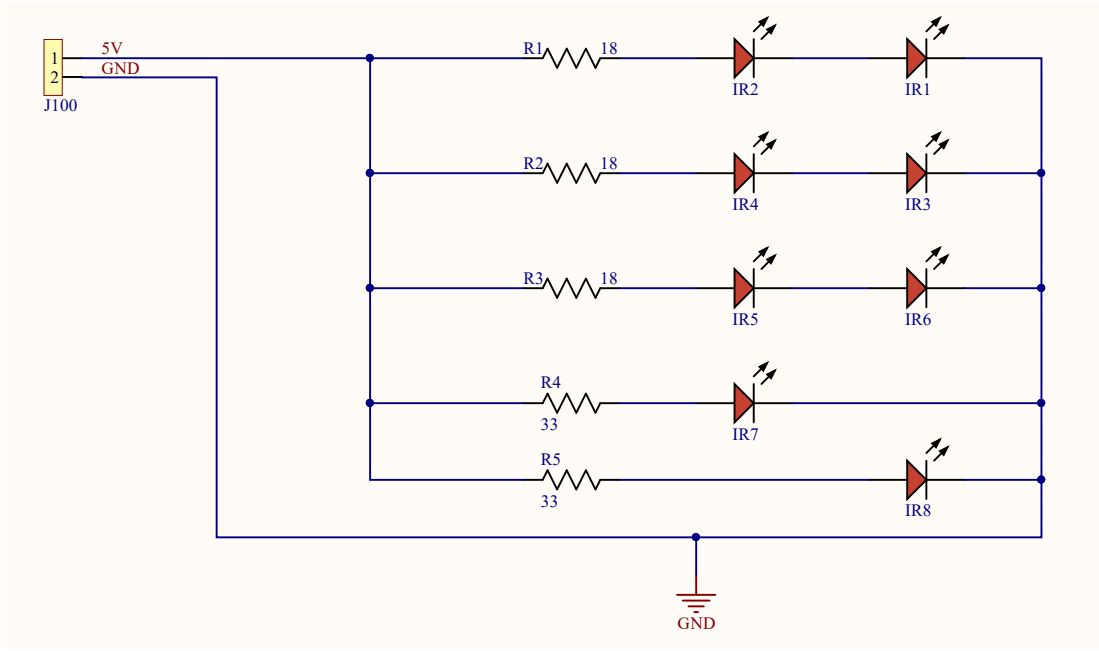 1
2
J100
5V
GND
R1
18
IR2
IR1
R2
18
IR4
IR3
R3
18
IR5
IR6
R4
33
IR7
R5
33
IR8
GND